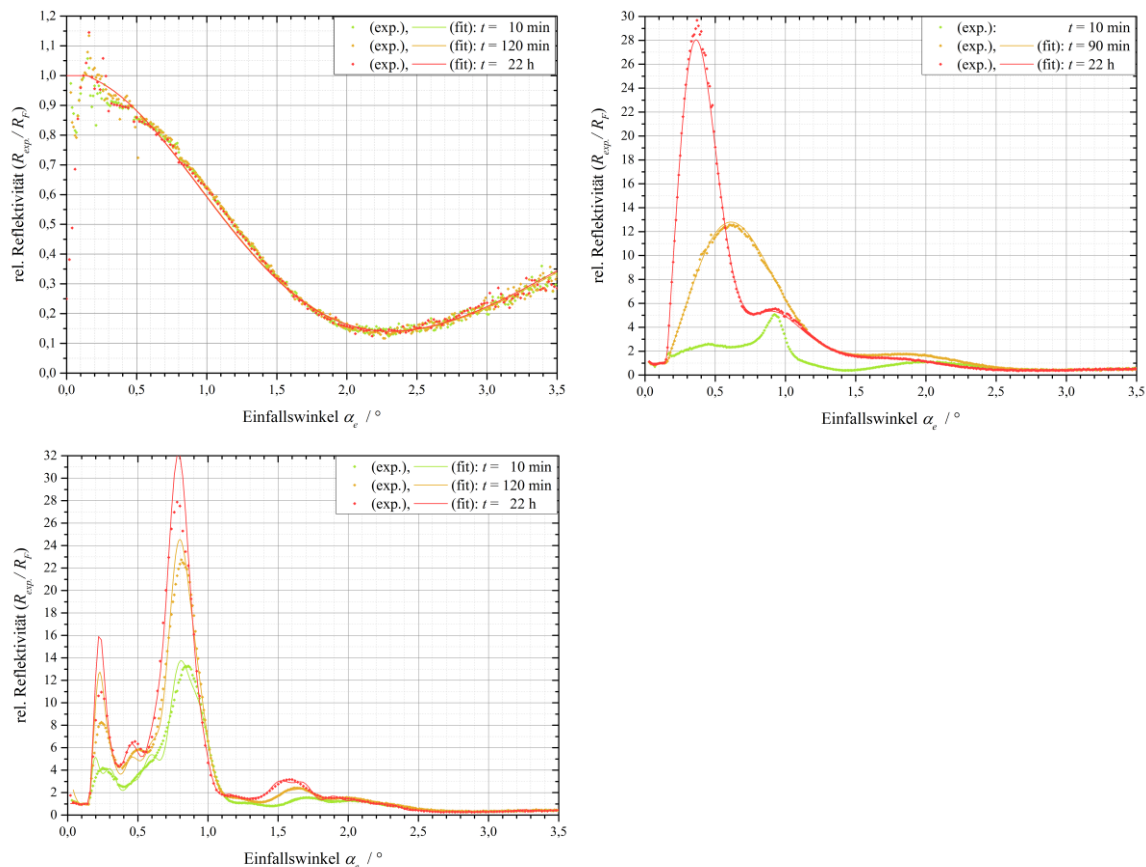 1,2
1,1
1,0
0,9
0,8
0,7
0,6
0,5
0,4
0,3
0,2
0,1
0,0
rel. Reflektivität (R_exp. / R_F)
(exp.), (fit): t = 10 min
(exp.), (fit): t = 120 min
(exp.), (fit): t = 22 h
0,0 0,5 1,0 1,5 2,0 2,5 3,0 3,5
Einfallswinkel α_e / °
30
28
26
24
22
20
18
16
14
12
10
8
6
4
2
0
rel. Reflektivität (R_exp. / R_F)
(exp.): t = 10 min
(exp.), (fit): t = 90 min
(exp.), (fit): t = 22 h
0,0 0,5 1,0 1,5 2,0 2,5 3,0 3,5
Einfallswinkel α_e / °
32
28
26
24
22
20
18
16
14
12
10
8
6
4
2
0
rel. Reflektivität (R_exp. / R_F)
(exp.), (fit): t = 10 min
(exp.), (fit): t = 120 min
(exp.), (fit): t = 22 h
0,0 0,5 1,0 1,5 2,0 2,5 3,0 3,5
Einfallswinkel α_e / °